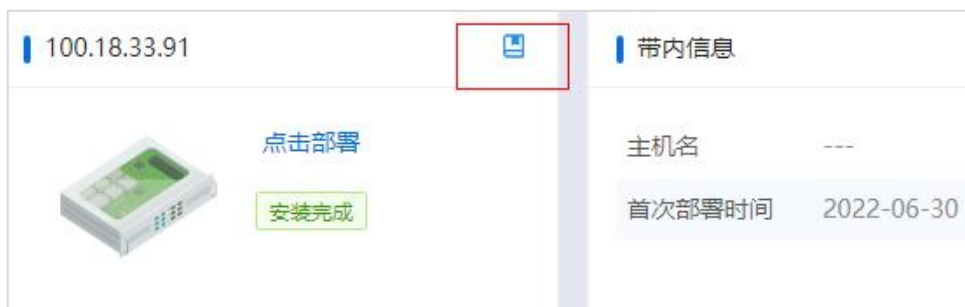 100.18.33.91
点击部署
安装完成
带内信息
主机名 ---
首次部署时间 2022-06-30